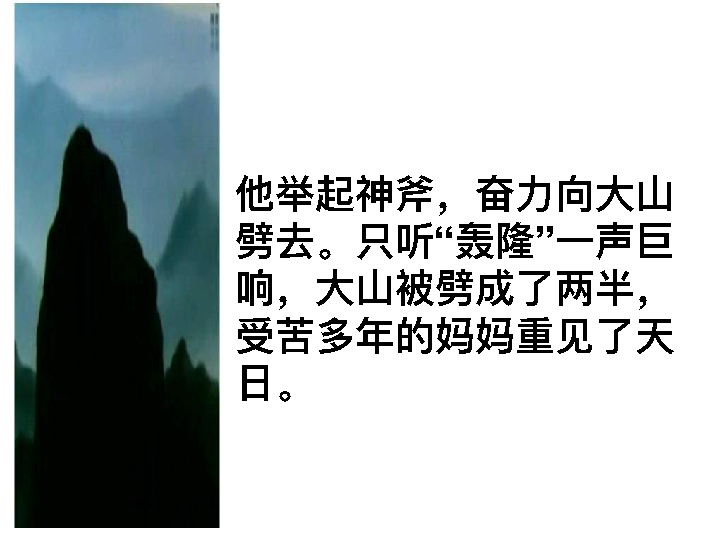 他举起神斧，奋力向大山
劈去。只听“轰隆”一声巨
响，大山被劈成了两半，
受苦多年的妈妈重见了天
日。